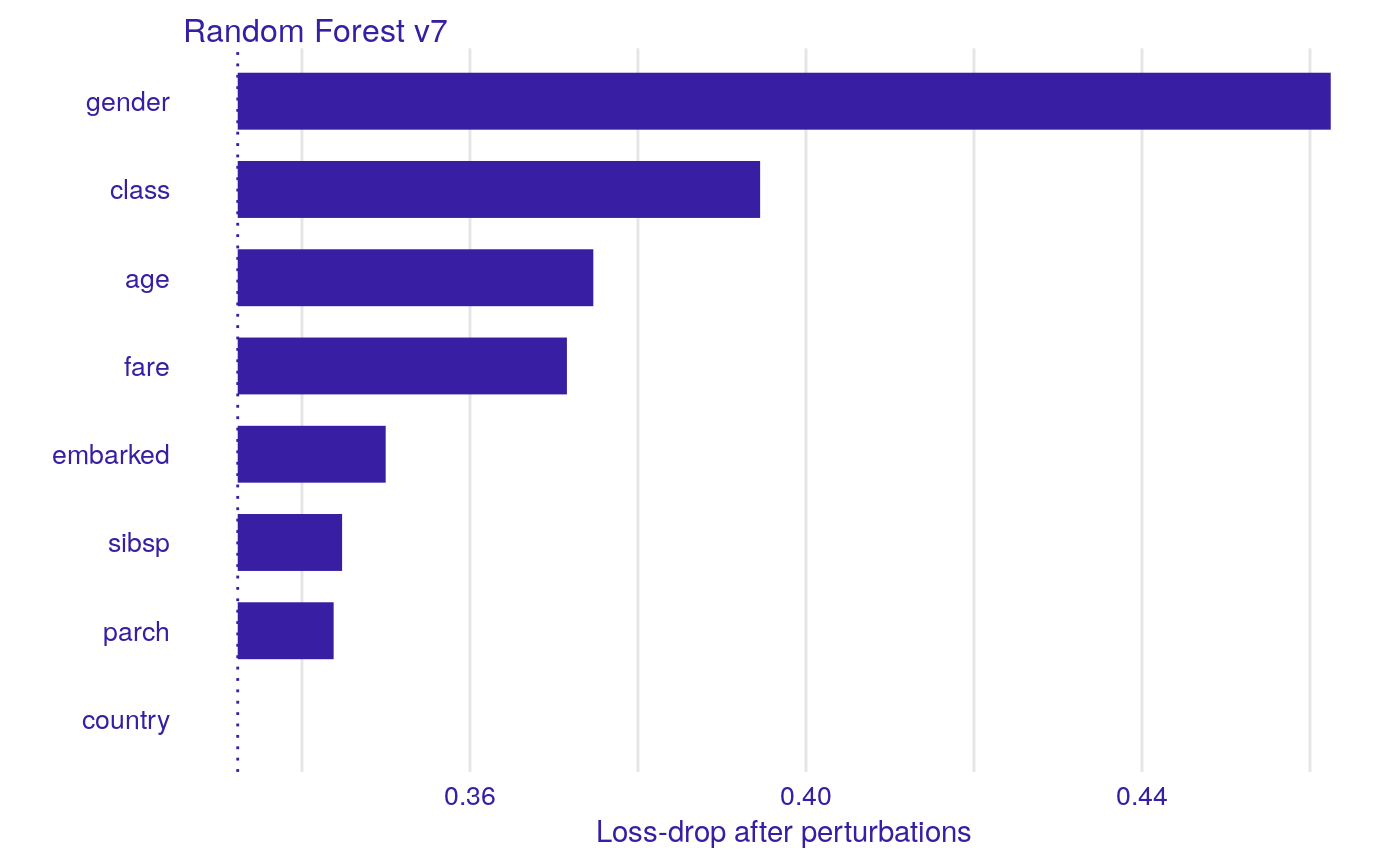 Random Forest v7
gender
class
age
fare
embarked
sibsp
parch
country
0.36 0.40 0.44
Loss-drop after perturbations